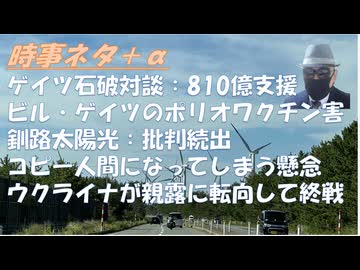 時事ネタ＋α
ゲイツ石破対談：810億支援
ビル・ゲイツのポリオワクチン害
釧路太陽光：批判続出
コピー人間になってしまう懸念
ウクライナが親露に転向して終戦